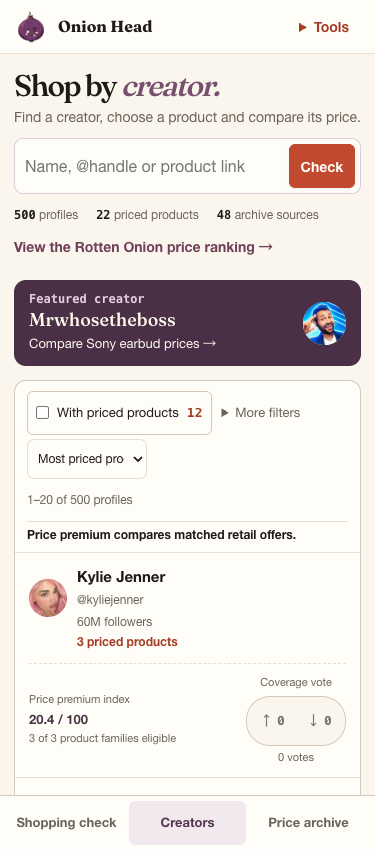 Onion Head
▶ Tools
Shop by creator.
Find a creator, choose a product and compare its price.
Name, @handle or product link
Check
500 profiles 22 priced products 48 archive sources
View the Rotten Onion price ranking →
Featured creator
Mrwhosetheboss
Compare Sony earbud prices →
With priced products 12
▶ More filters
Most priced pro
1–20 of 500 profiles
Price premium compares matched retail offers.
Kylie Jenner
@kyliejenner
60M followers
3 priced products
Price premium index
20.4 / 100
3 of 3 product families eligible
Coverage vote
↑ 0 ↓ 0
0 votes
Shopping check Creators Price archive